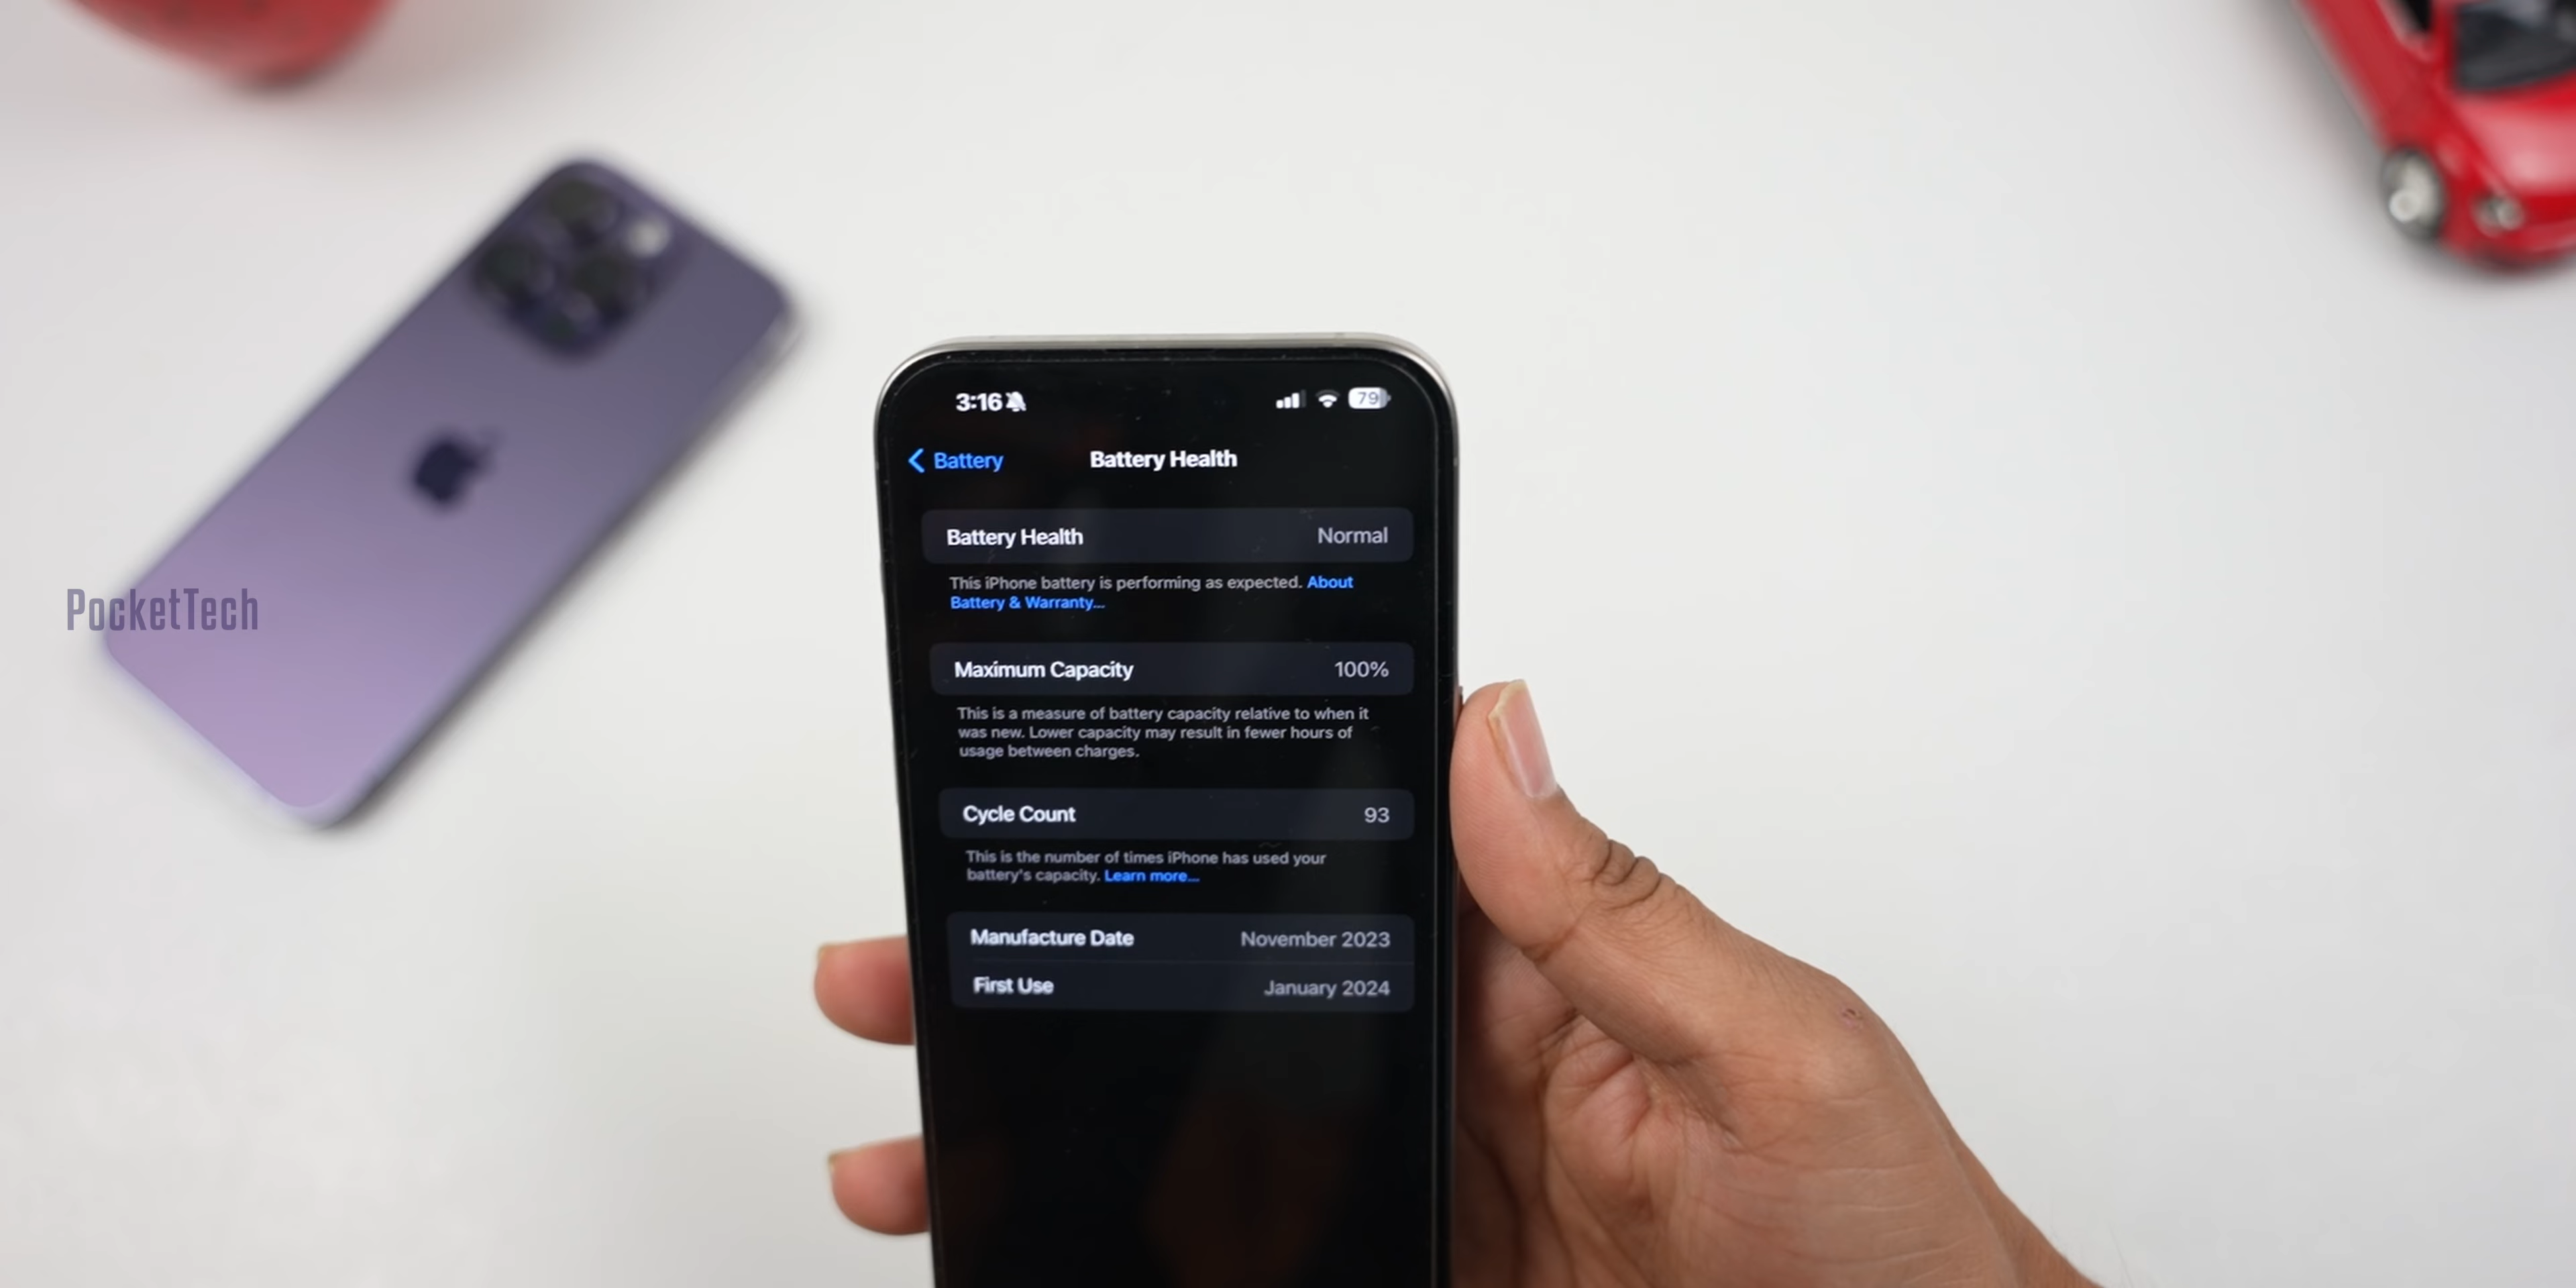 3:16
79
Battery
Battery Health
Battery Health Normal
This iPhone battery is performing as expected. About
Battery & Warranty...
PocketTech
Maximum Capacity 100%
This is a measure of battery capacity relative to when it
was new. Lower capacity may result in fewer hours of
usage between charges.
Cycle Count 93
This is the number of times iPhone has used your
battery's capacity. Learn more...
Manufacture Date November 2023
First Use January 2024